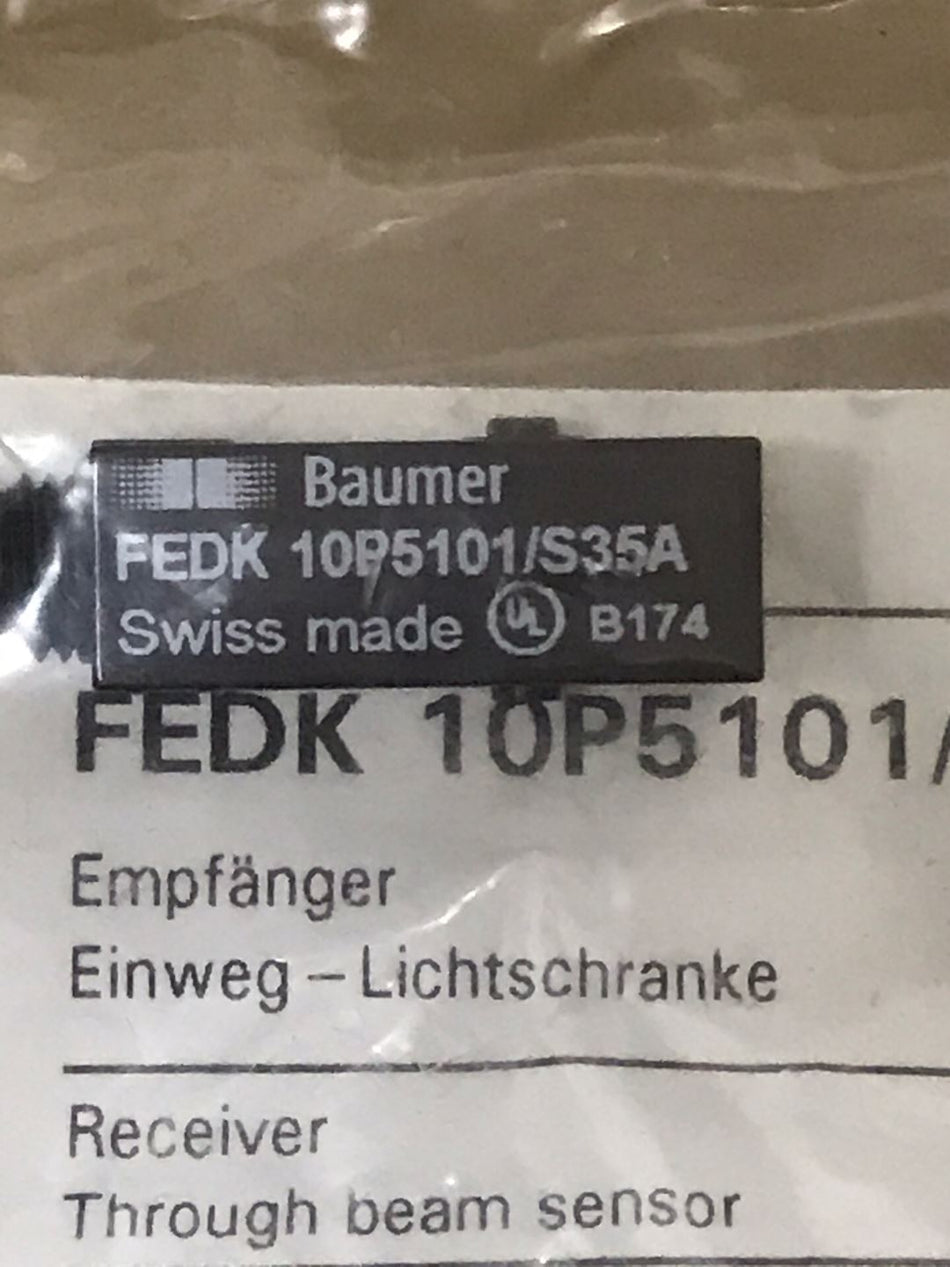 Baumer
FEDK 10P5101/S35A
Swiss made UL B174
FEDK 10P5101/
Empfänger
Einweg – Lichtschranke
Receiver
Through beam sensor